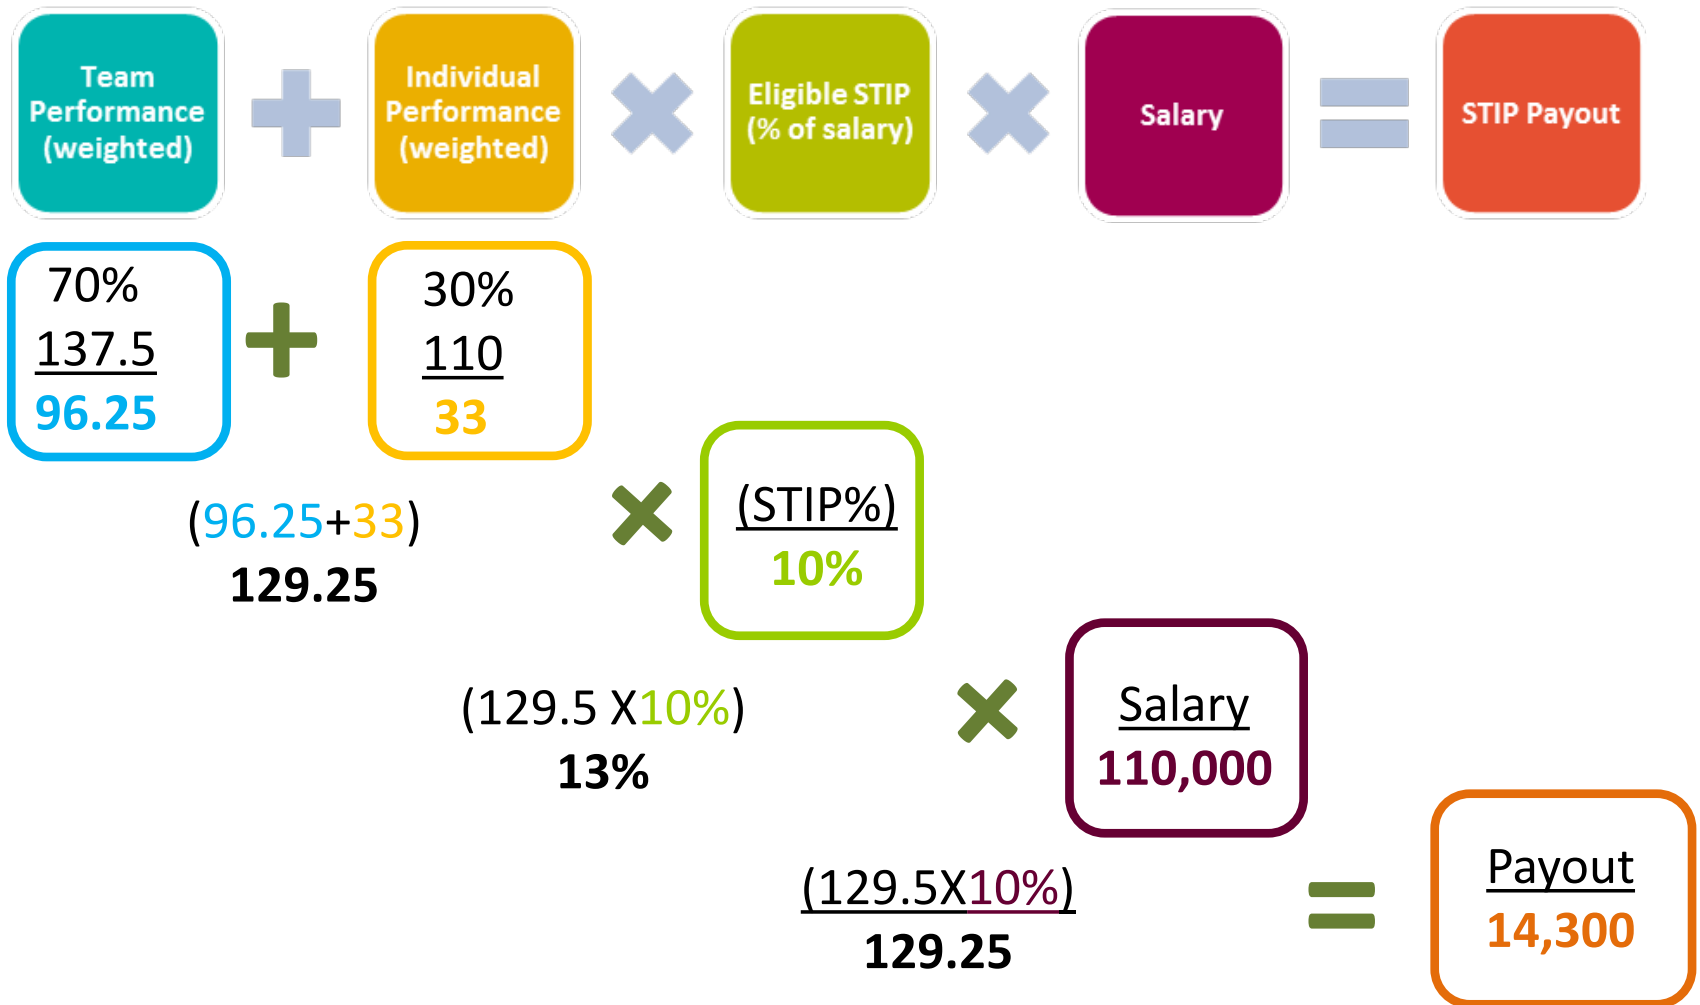 Team
Performance
(weighted)
Individual
Performance
(weighted)
Eligible STIP
(% of salary)
Salary
STIP Payout
70%
137.5
96.25
30%
110
33
(96.25+33)
129.25
(STIP%)
10%
(129.5 X10%)
13%
Salary
110,000
(129.5X10%)
129.25
Payout
14,300